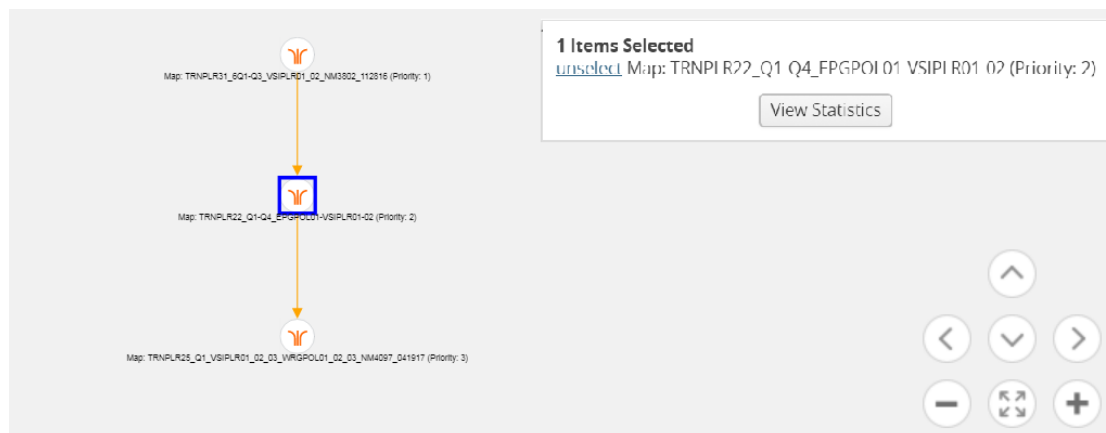 Map: TRNPLR31_6Q1-Q3_VSIPLR01_02_NM3802_112816 (Priority: 1)
1 Items Selected
unselect Map: TRNPLR22_Q1-Q4_EPGPOL01-VSIPLR01-02 (Priority: 2)
View Statistics
Map: TRNPLR22_Q1-Q4_EPGPOL01-VSIPLR01-02 (Priority: 2)
Map: TRNPLR25_Q1_VSIPLR01_02_03_WRGPOL01_02_03_NM4097_041917 (Priority: 3)